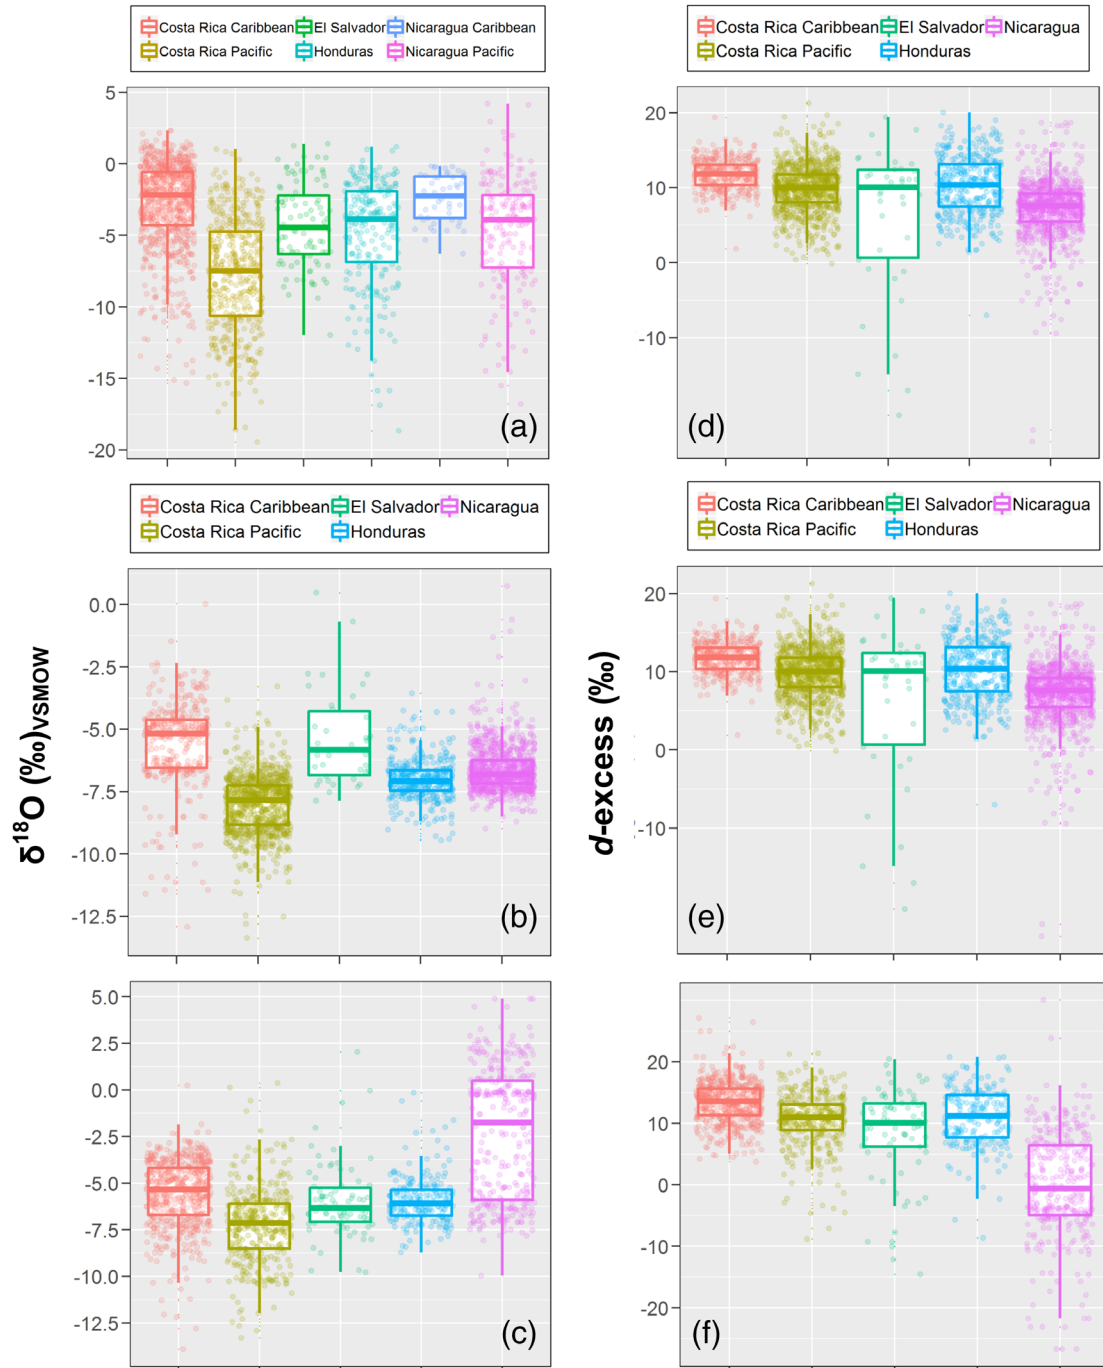 Costa Rica Caribbean El Salvador Nicaragua Caribbean
Costa Rica Pacific Honduras Nicaragua Pacific
5
0
-5
-10
-15
-20
(a)
Costa Rica Caribbean El Salvador Nicaragua
Costa Rica Pacific Honduras
20
10
0
-10
(d)
Costa Rica Caribbean El Salvador Nicaragua
Costa Rica Pacific Honduras
0.0
-2.5
-5.0
-7.5
-10.0
-12.5
(b)
δ¹⁸O (‰)VSMOW
Costa Rica Caribbean El Salvador Nicaragua
Costa Rica Pacific Honduras
20
10
0
-10
(e)
d-excess (‰)
5.0
2.5
0.0
-2.5
-5.0
-7.5
-10.0
-12.5
(c)
20
10
0
-10
-20
(f)